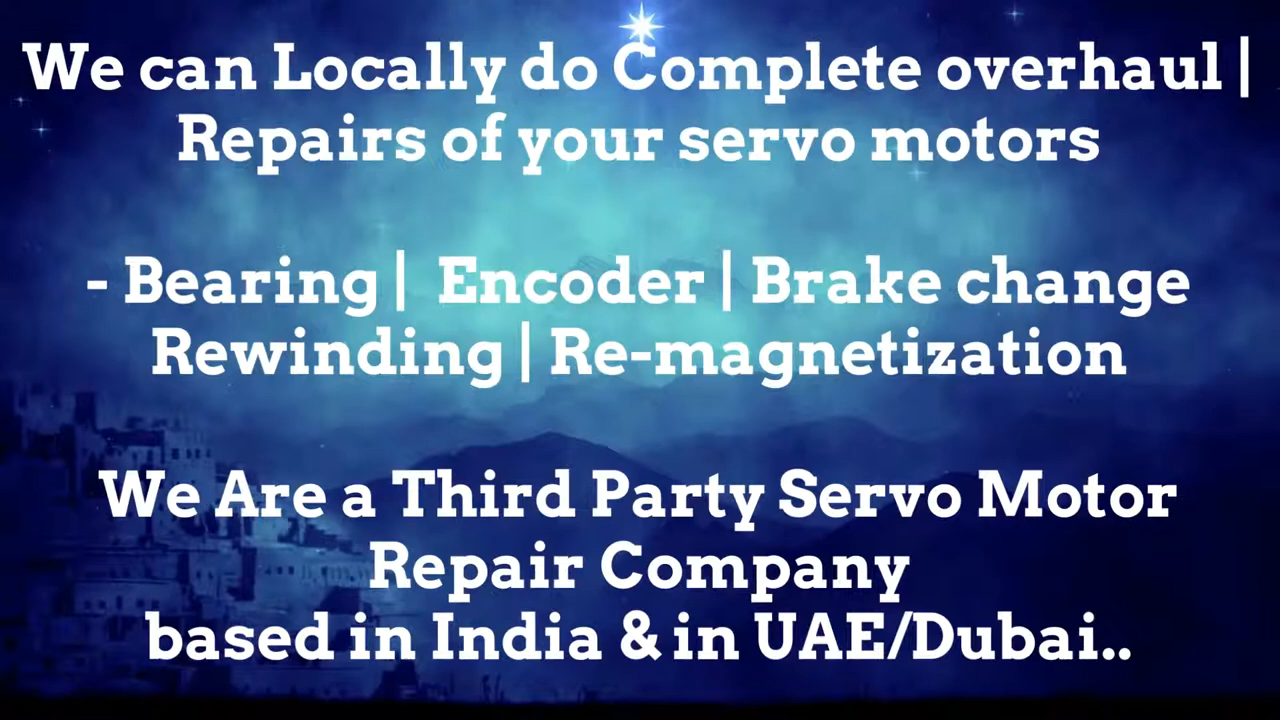 We can Locally do Complete overhaul |
Repairs of your servo motors
- Bearing | Encoder | Brake change
Rewinding | Re-magnetization
We Are a Third Party Servo Motor
Repair Company
based in India & in UAE/Dubai..